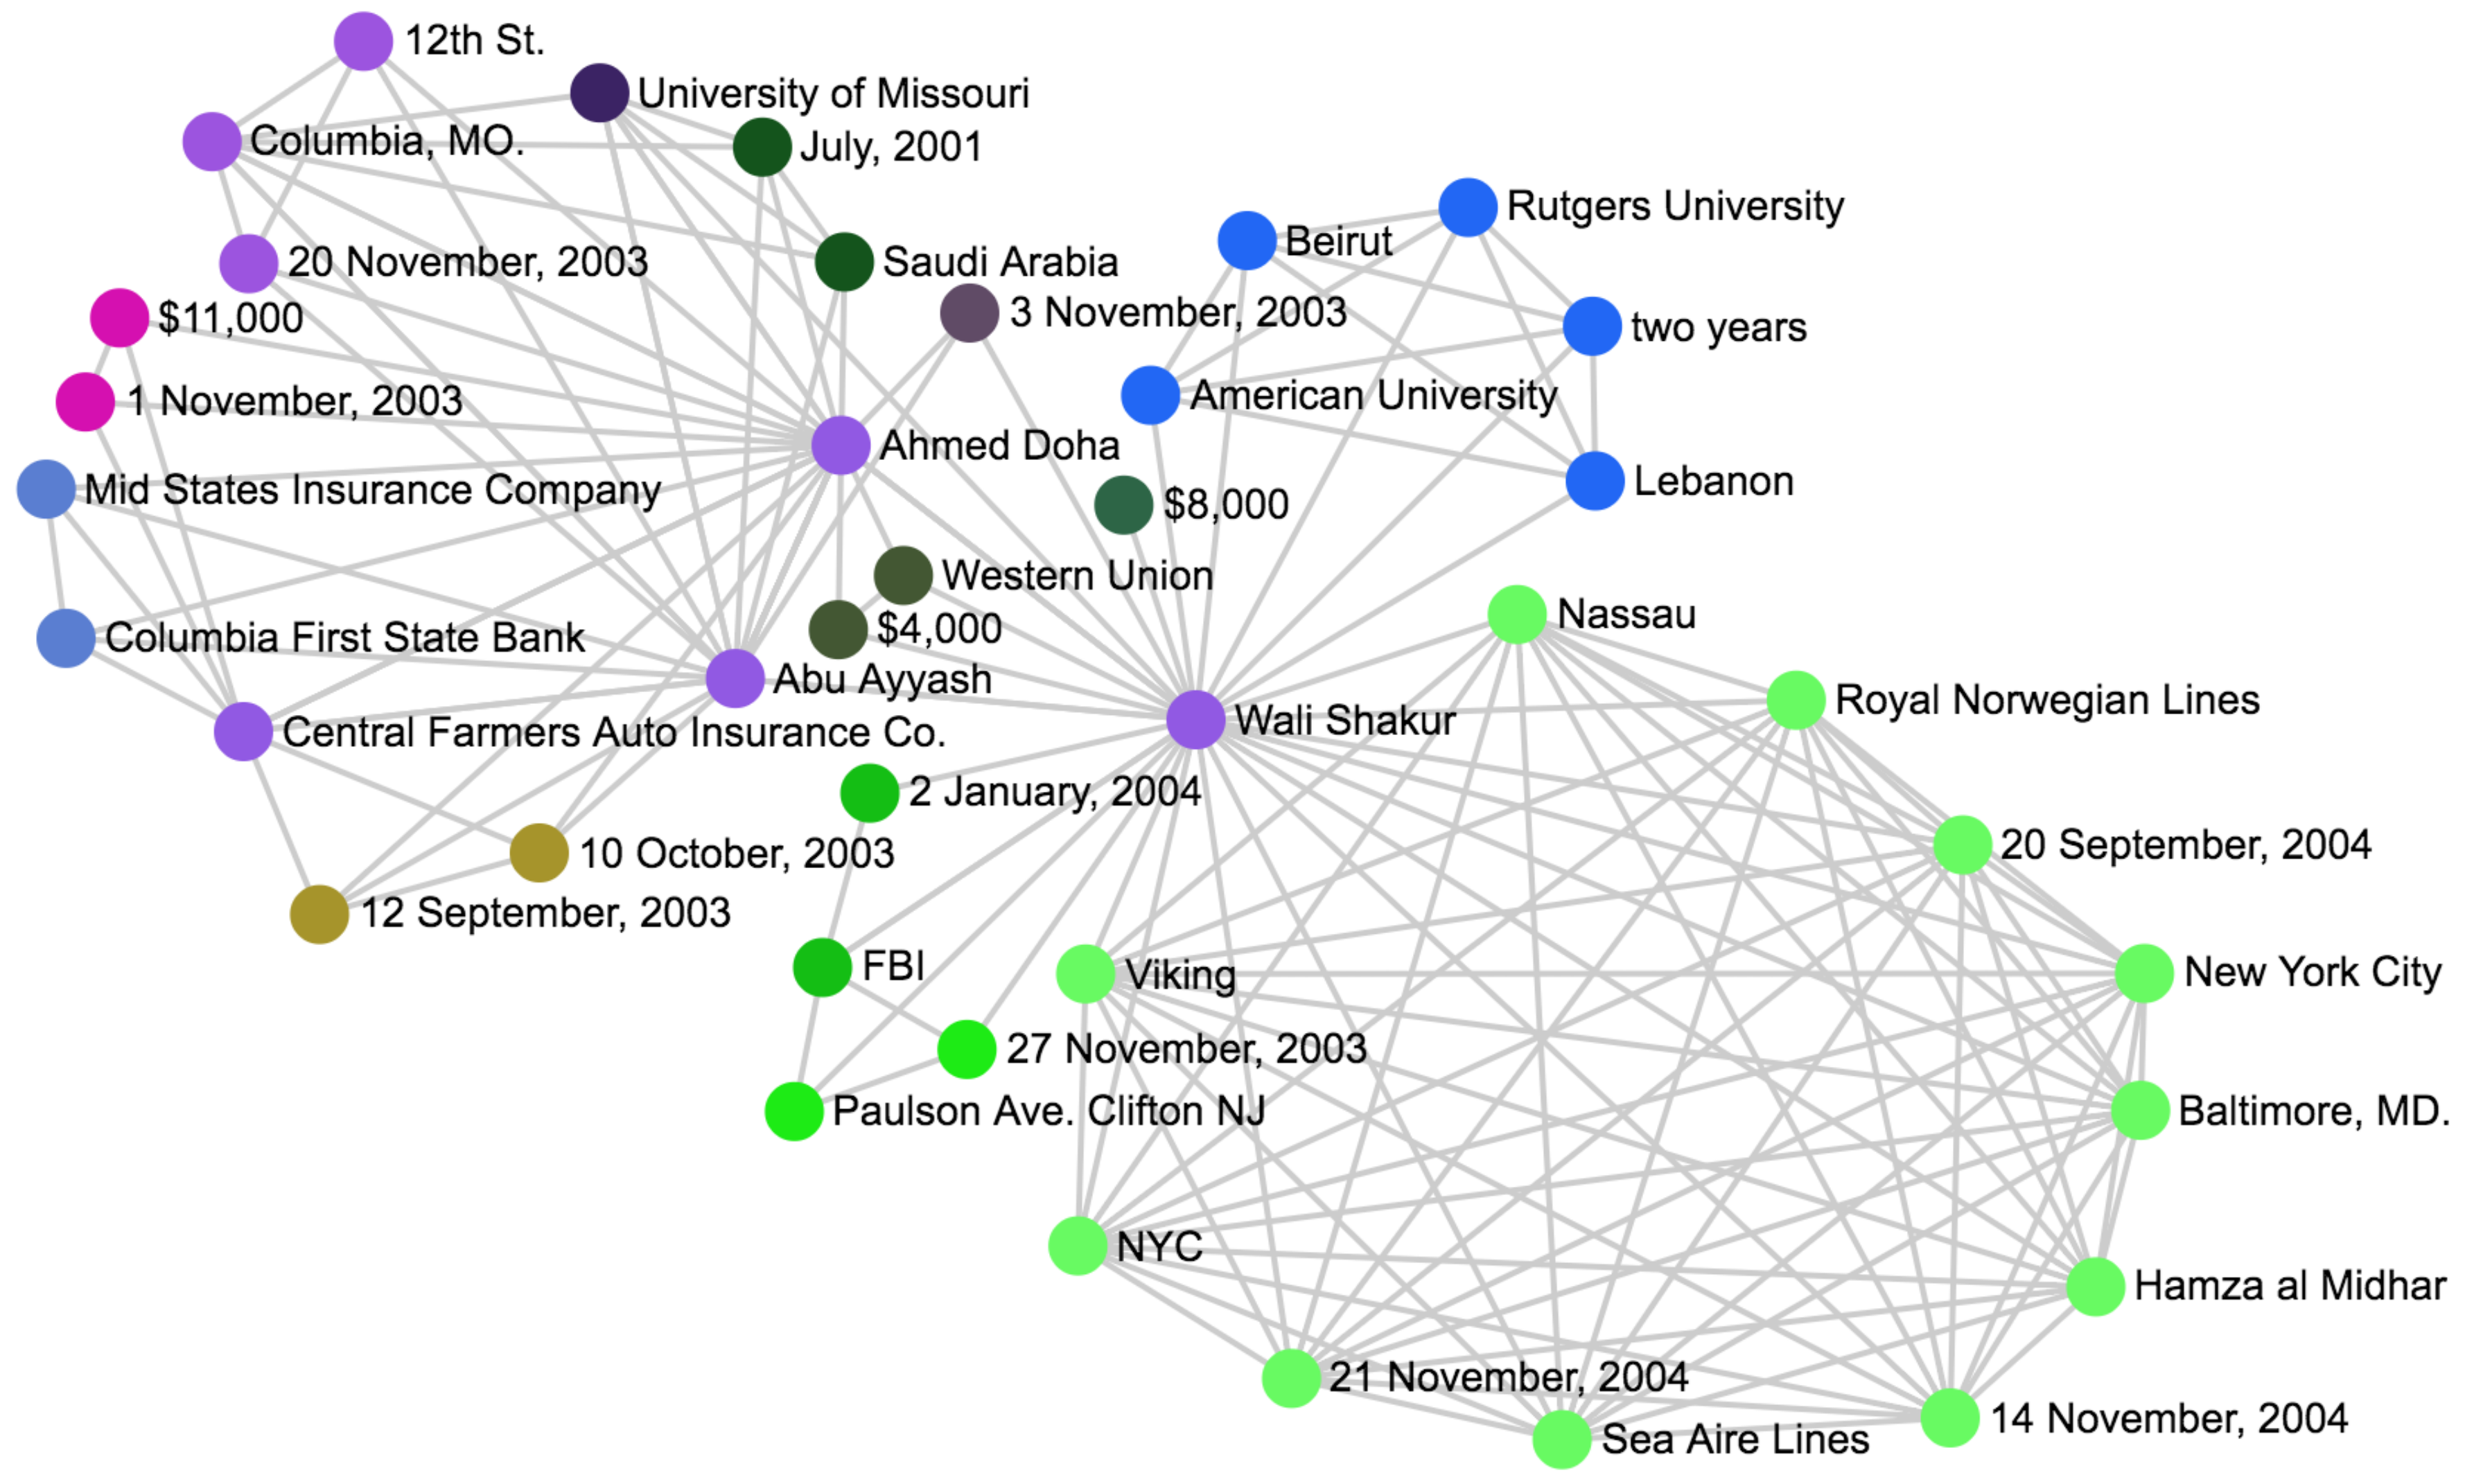 12th St.
University of Missouri
Columbia, MO.
July, 2001
Rutgers University
Beirut
20 November, 2003
Saudi Arabia
$11,000
3 November, 2003
two years
1 November, 2003
American University
Ahmed Doha
Lebanon
Mid States Insurance Company
$8,000
Western Union
Nassau
$4,000
Columbia First State Bank
Abu Ayyash
Royal Norwegian Lines
Wali Shakur
Central Farmers Auto Insurance Co.
2 January, 2004
20 September, 2004
10 October, 2003
12 September, 2003
FBI
Viking
New York City
27 November, 2003
Paulson Ave. Clifton NJ
Baltimore, MD.
NYC
Hamza al Midhar
21 November, 2004
14 November, 2004
Sea Aire Lines